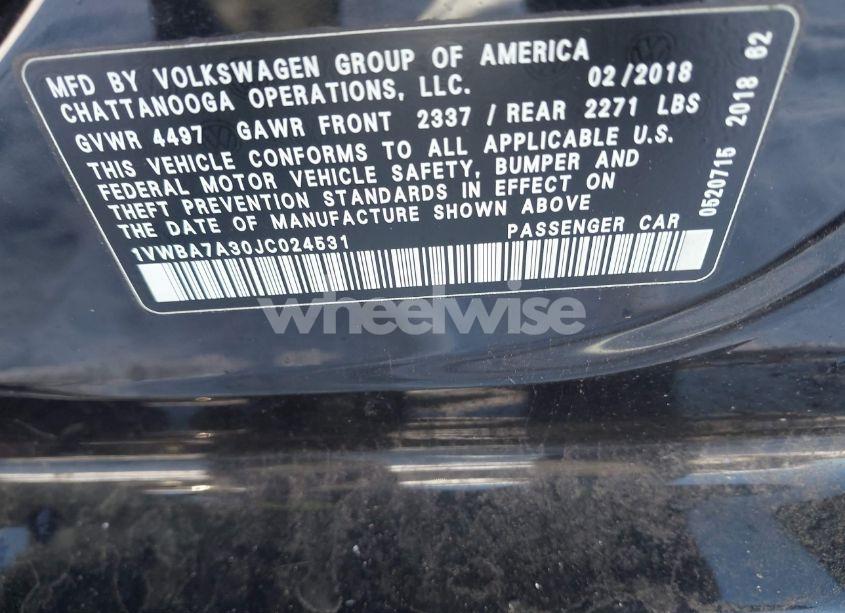 MFD BY VOLKSWAGEN GROUP OF AMERICA
CHATTANOOGA OPERATIONS, LLC. 02/2018
GVWR 4497 GAWR FRONT 2337 / REAR 2271 LBS
THIS VEHICLE CONFORMS TO ALL APPLICABLE U.S.
FEDERAL MOTOR VEHICLE SAFETY, BUMPER AND
THEFT PREVENTION STANDARDS IN EFFECT ON
THE DATE OF MANUFACTURE SHOWN ABOVE
1VWBA7A30JC024531 PASSENGER CAR
0520715 2018 62
wheelwise